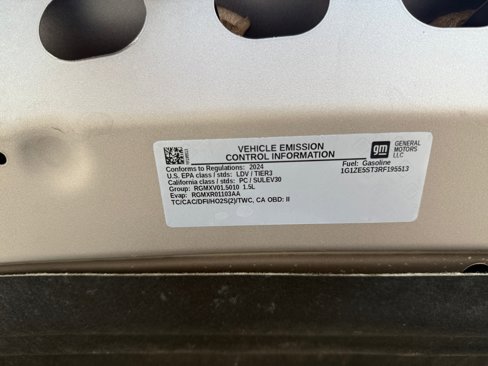 VEHICLE EMISSION
CONTROL INFORMATION
gm
GENERAL
MOTORS
LLC
Conforms to Regulations: 2024
Fuel: Gasoline
U.S. EPA class / stds: LDV / TIER3
1G1ZE5ST3RF195513
California class / stds: PC / SULEV30
Group: RGMXV01.5010 1.5L
Evap: RGMXR01103AA
TC/CAC/DFI/HO2S(2)/TWC, CA OBD: II